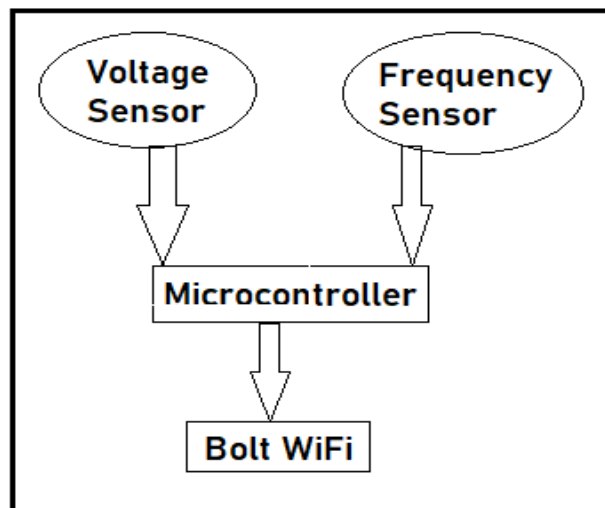 Voltage
Sensor
Frequency
Sensor
Microcontroller
Bolt WiFi